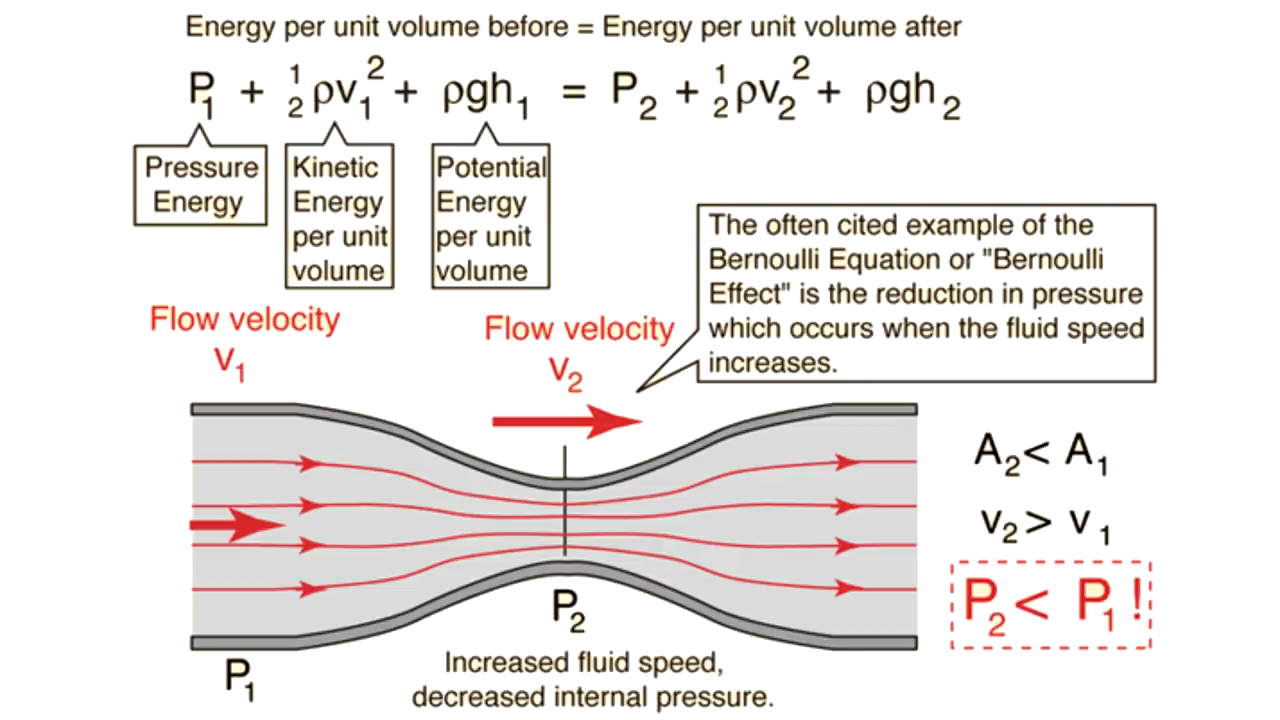 Energy per unit volume before = Energy per unit volume after
P₁ + ½ρv₁² + ρgh₁ = P₂ + ½ρv₂² + ρgh₂
Pressure
Energy
Kinetic
Energy
per unit
volume
Potential
Energy
per unit
volume
The often cited example of the
Bernoulli Equation or "Bernoulli
Effect" is the reduction in pressure
which occurs when the fluid speed
increases.
Flow velocity
v₁
Flow velocity
v₂
A₂ < A₁
v₂ > v₁
P₂ < P₁ !
P₁
P₂
Increased fluid speed,
decreased internal pressure.